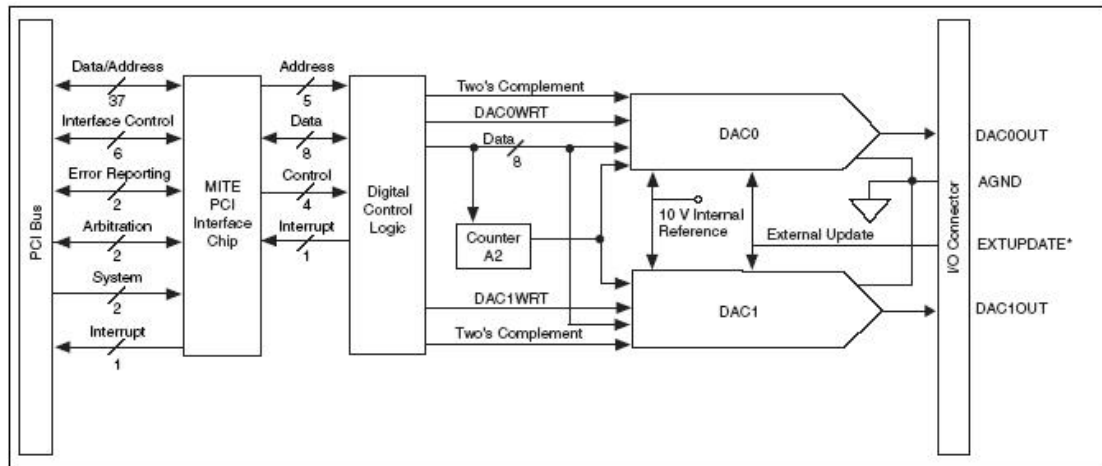 PCI Bus
Data/Address
37
Interface Control
6
Error Reporting
2
Arbitration
2
System
2
Interrupt
1
MITE
PCI
Interface
Chip
Address
5
Data
8
Control
4
Interrupt
1
Digital
Control
Logic
Two's Complement
DAC0WRT
Data
8
Counter
A2
DAC1WRT
Two's Complement
DAC0
10 V Internal
Reference
External Update
DAC1
I/O Connector
DAC0OUT
AGND
EXTUPDATE*
DAC1OUT